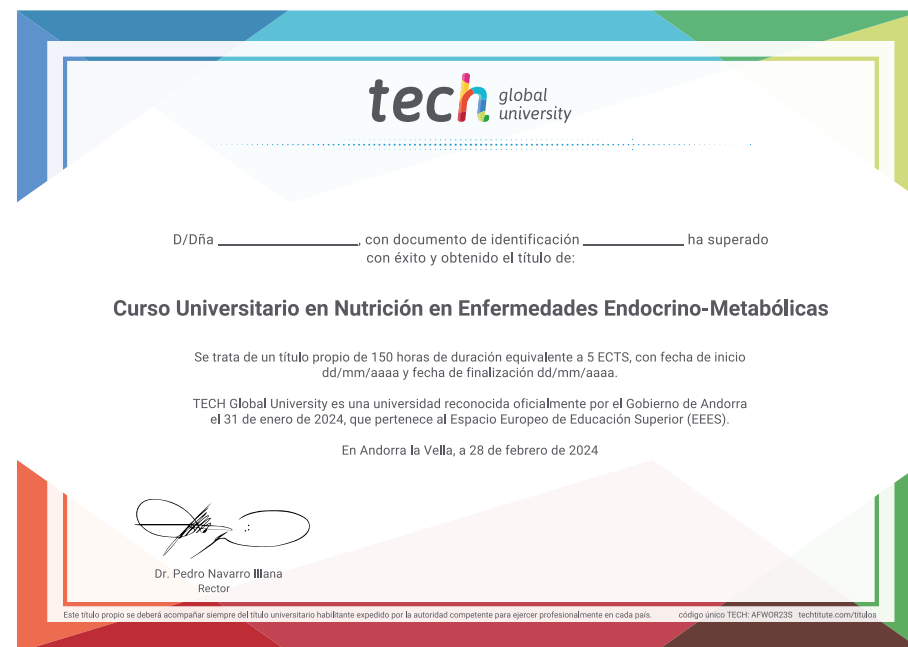 tech global university
D/Dña ____________, con documento de identificación ____________ ha superado
con éxito y obtenido el título de:
Curso Universitario en Nutrición en Enfermedades Endocrino-Metabólicas
Se trata de un título propio de 150 horas de duración equivalente a 5 ECTS, con fecha de inicio
dd/mm/aaaa y fecha de finalización dd/mm/aaaa.
TECH Global University es una universidad reconocida oficialmente por el Gobierno de Andorra
el 31 de enero de 2024, que pertenece al Espacio Europeo de Educación Superior (EEES).
En Andorra la Vella, a 28 de febrero de 2024
Dr. Pedro Navarro Illana
Rector
Este título propio se deberá acompañar siempre del título universitario habilitante expedido por la autoridad competente para ejercer profesionalmente en cada país. código único TECH: AFWOR23S techtitute.com/titulos